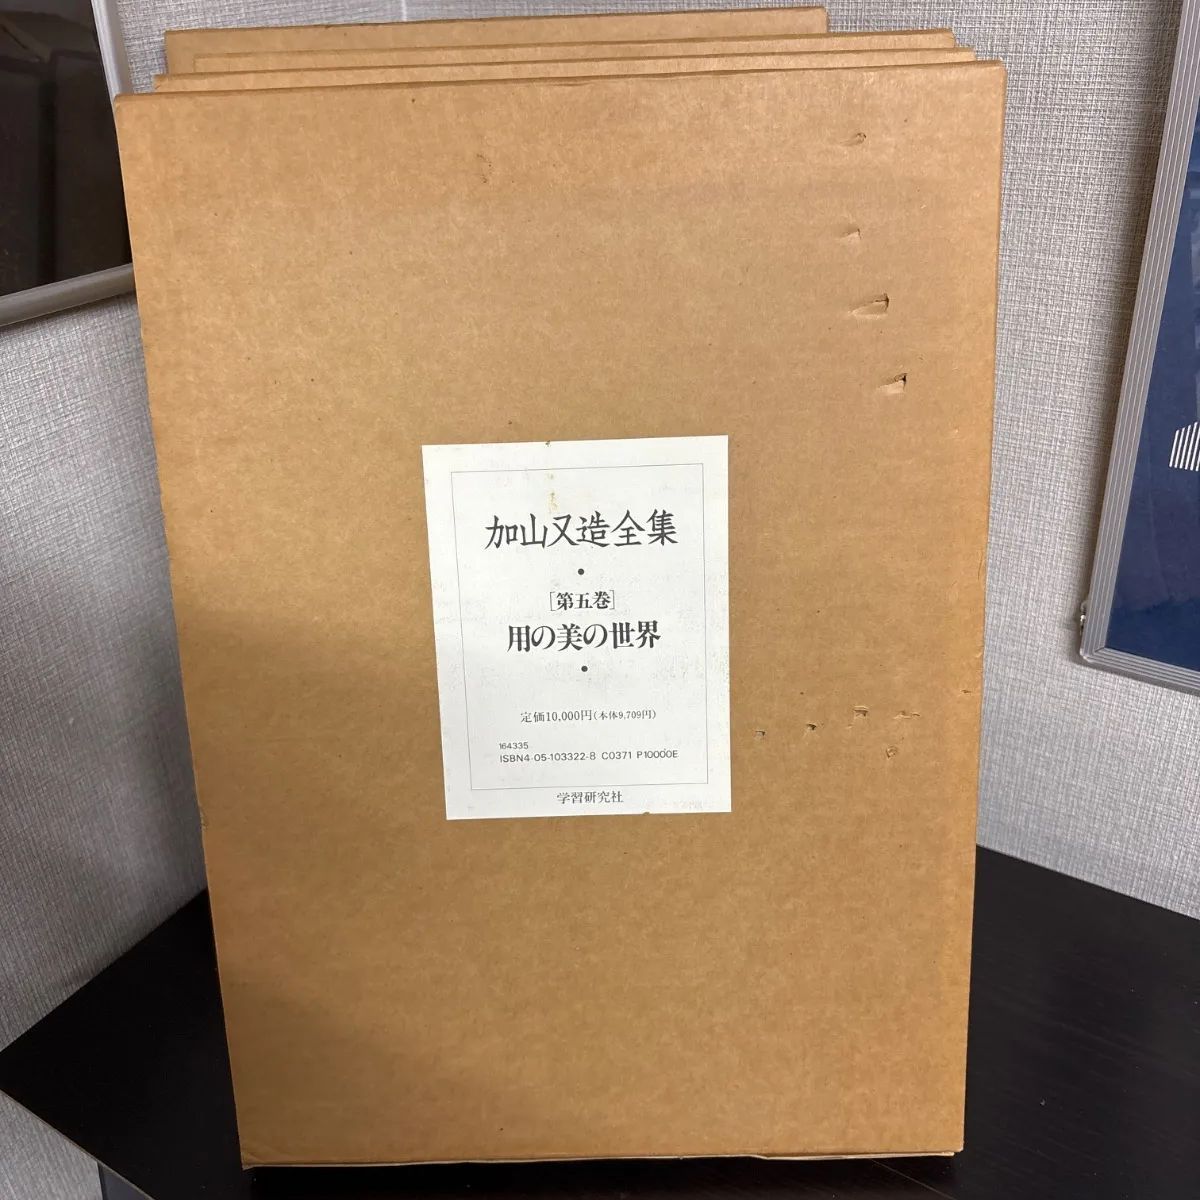 加山又造全集
・
[第五巻]
用の美の世界
・
定価10,000円(本体9,709円)
164335
ISBN4-05-103322-8 C0371 P10000E
学習研究社